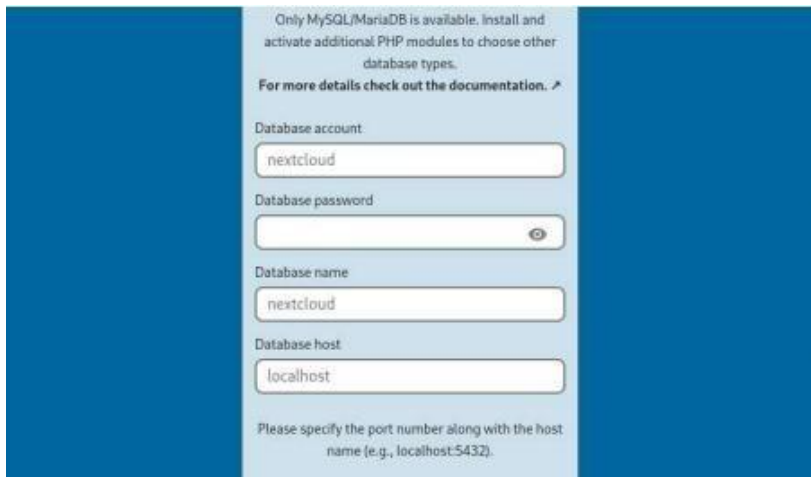 Only MySQL/MariaDB is available. Install and
activate additional PHP modules to choose other
database types.
For more details check out the documentation. ↗
Database account
nextcloud
Database password
Database name
nextcloud
Database host
localhost
Please specify the port number along with the host
name (e.g., localhost:5432).